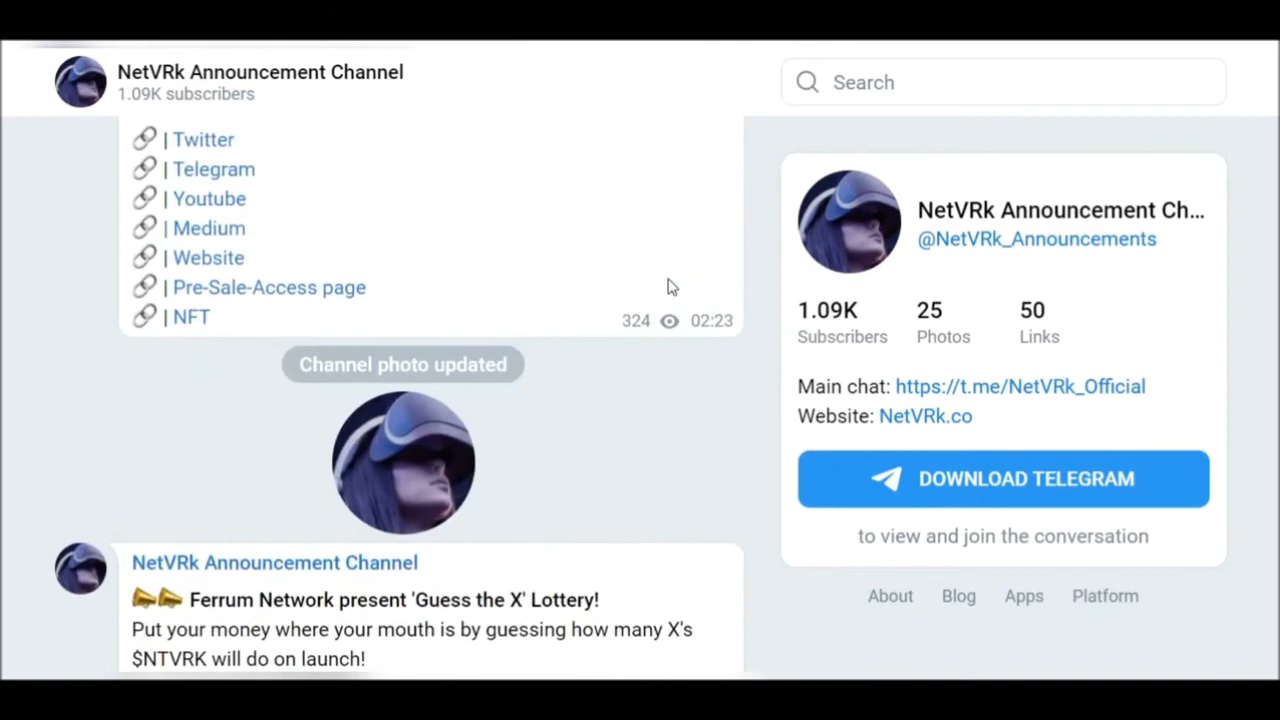 NetVRk Announcement Channel
1.09K subscribers
Search
| Twitter
| Telegram
| Youtube
| Medium
| Website
| Pre-Sale-Access page
| NFT
324 02:23
Channel photo updated
NetVRk Announcement Channel
Ferrum Network present 'Guess the X' Lottery!
Put your money where your mouth is by guessing how many X's
$NTVRK will do on launch!
NetVRk Announcement Ch...
@NetVRk_Announcements
1.09K 25 50
Subscribers Photos Links
Main chat: https://t.me/NetVRk_Official
Website: NetVRk.co
DOWNLOAD TELEGRAM
to view and join the conversation
About Blog Apps Platform